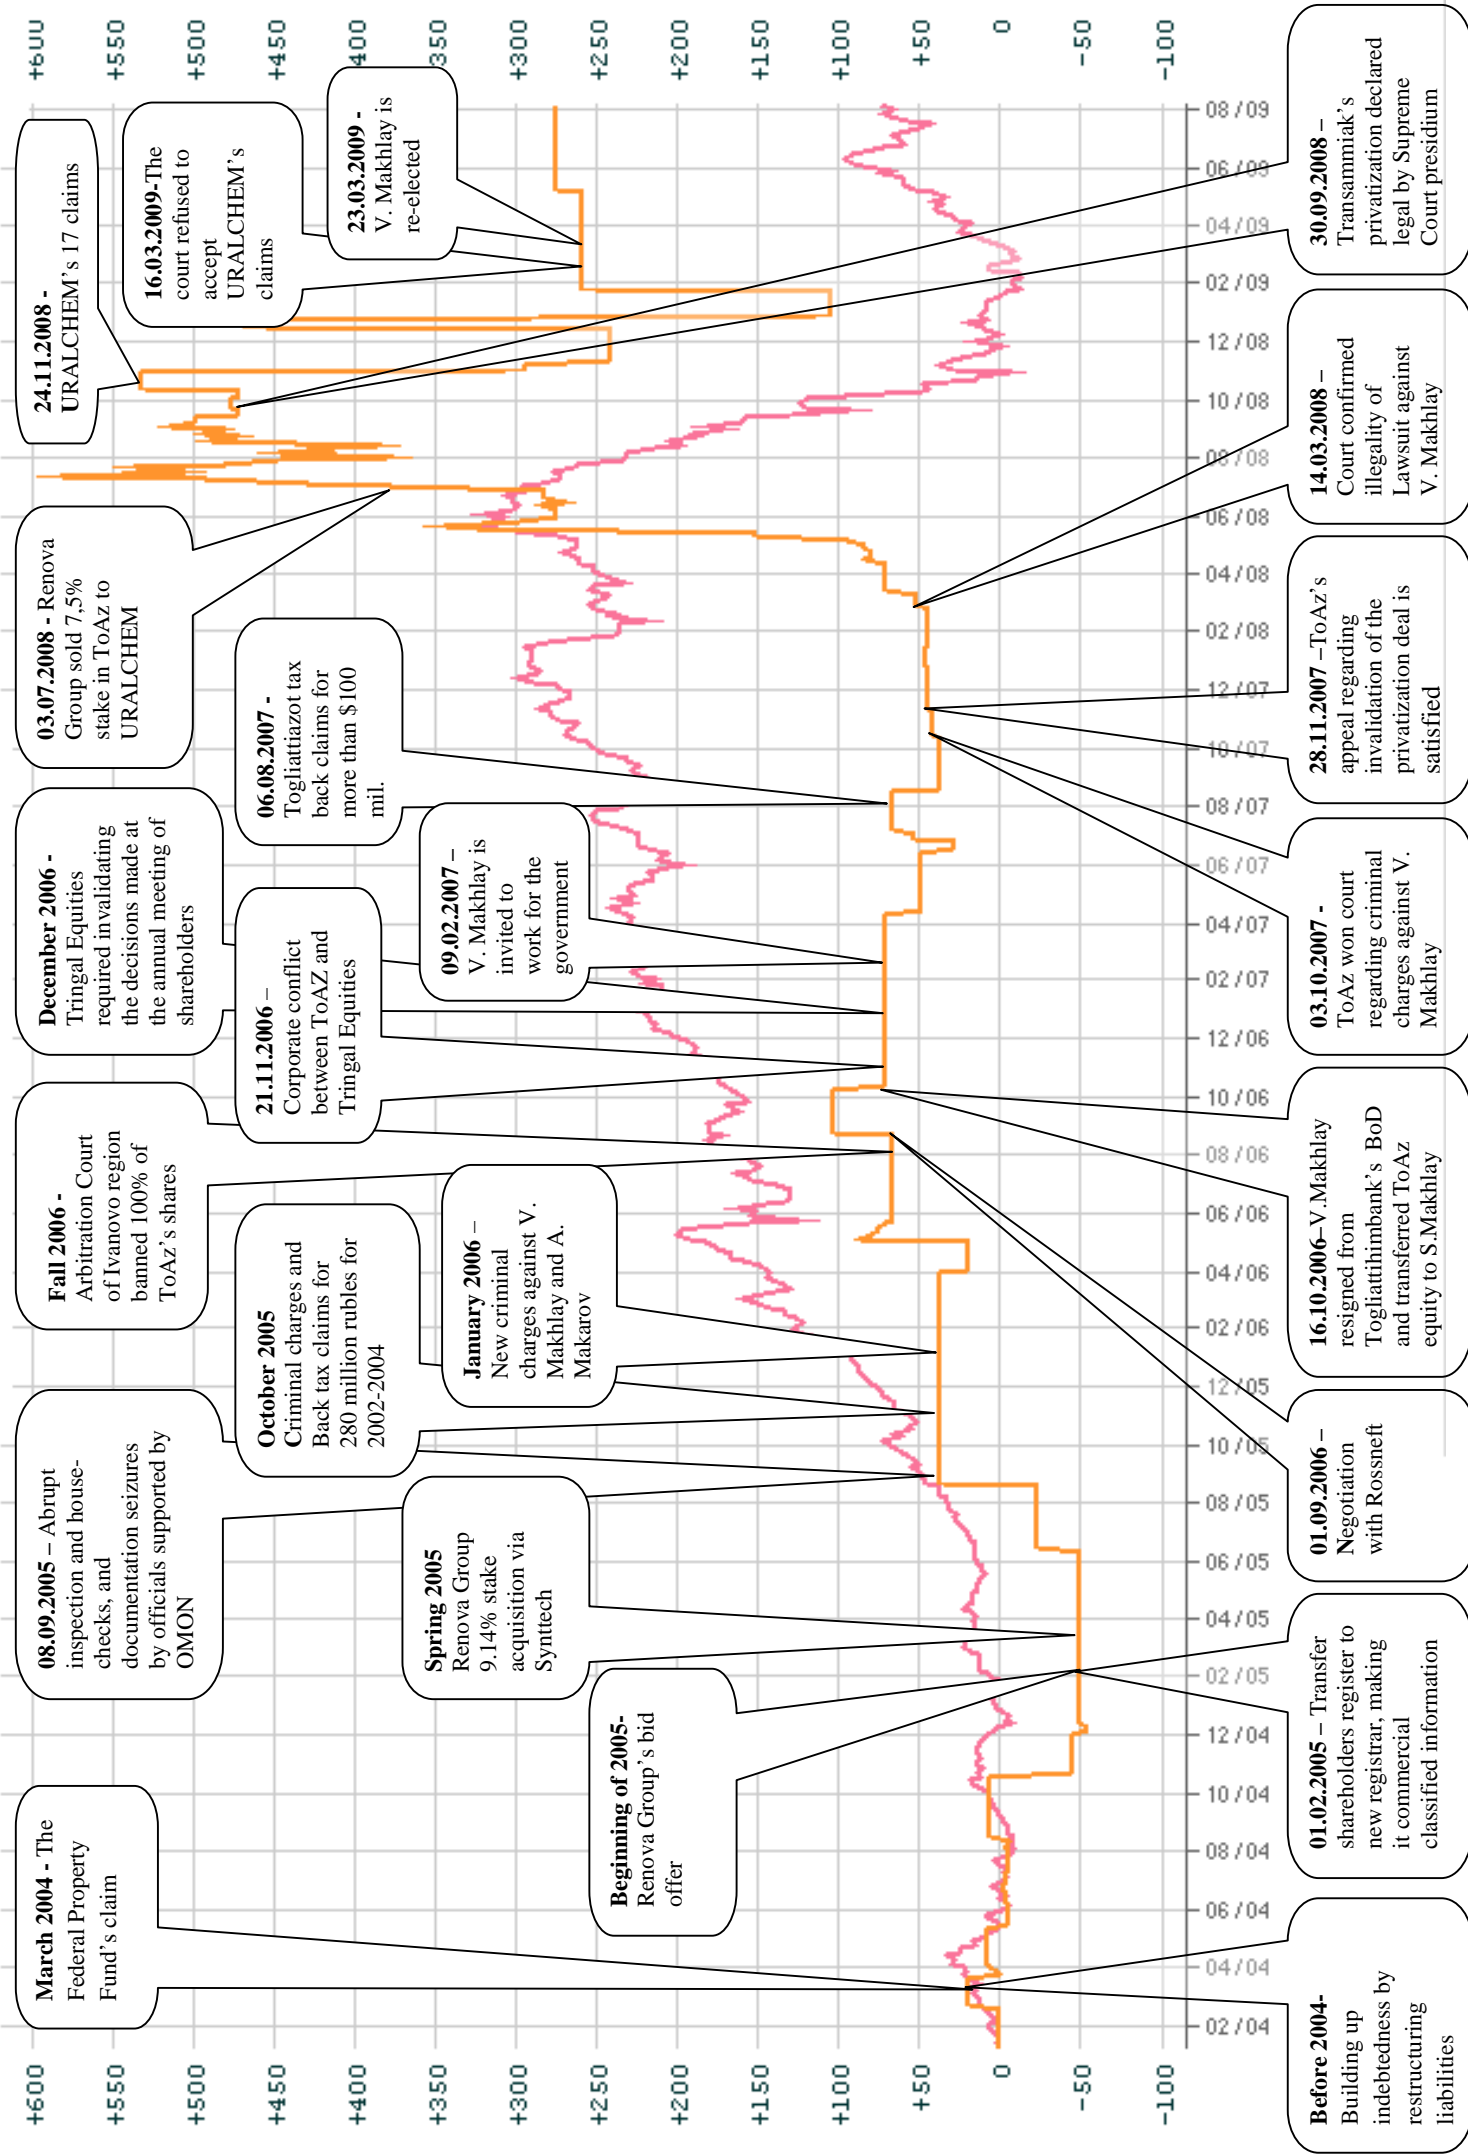 +600
+550
+500
+450
+400
+350
+300
+250
+200
+150
+100
+50
0
-50
-100
March 2004 - The
Federal Property
Fund's claim
08.09.2005 – Abrupt
inspection and house-
checks, and
documentation seizures
by officials supported by
OMON
Fall 2006 -
Arbitration Court
of Ivanovo region
banned 100% of
ToAz's shares
December 2006 -
Tringal Equities
required invalidating
the decisions made at
the annual meeting of
shareholders
03.07.2008 - Renova
Group sold 7,5%
stake in ToAz to
URALCHEM
24.11.2008 -
URALCHEM's 17 claims
16.03.2009-The
court refused to
accept
URALCHEM's
claims
23.03.2009 -
V. Makhlay is
re-elected
October 2005
Criminal charges and
Back tax claims for
280 million rubles for
2002-2004
21.11.2006 –
Corporate conflict
between ToAZ and
Tringal Equities
06.08.2007 -
Togliattiazot tax
back claims for
more than $100
mil.
Spring 2005
Renova Group
9.14% stake
acquisition via
Synttech
January 2006 –
New criminal
charges against V.
Makhlay and A.
Makarov
09.02.2007 –
V. Makhlay is
invited to
work for the
government
Beginning of 2005-
Renova Group's bid
offer
+600
+550
+500
+450
+400
+350
+300
+250
+200
+150
+100
+50
0
-50
-100
02/04
04/04
06/04
08/04
10/04
12/04
02/05
04/05
06/05
08/05
10/05
12/05
02/06
04/06
06/06
08/06
10/06
12/06
02/07
04/07
06/07
08/07
10/07
12/07
02/08
04/08
06/08
08/08
10/08
12/08
02/09
04/09
06/09
08/09
Before 2004-
Building up
indebtedness by
restructuring
liabilities
01.02.2005 – Transfer
shareholders register to
new registrar, making
it commercial
classified information
01.09.2006 –
Negotiation
with Rossneft
16.10.2006–V.Makhlay
resigned from
Togliattihimbank's BoD
and transferred ToAz
equity to S.Makhlay
03.10.2007 -
ToAz won court
regarding criminal
charges against V.
Makhlay
28.11.2007 –ToAz's
appeal regarding
invalidation of the
privatization deal is
satisfied
14.03.2008 –
Court confirmed
illegality of
Lawsuit against
V. Makhlay
30.09.2008 –
Transammiak's
privatization declared
legal by Supreme
Court presidium